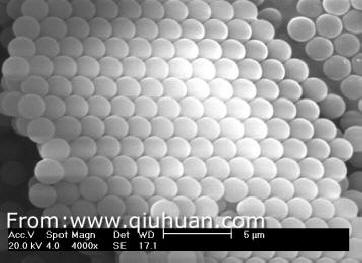 From:www.qiuhuan.com
Acc.V Spot Magn Det WD 5 µm
20.0 kV 4.0 4000x SE 17.1